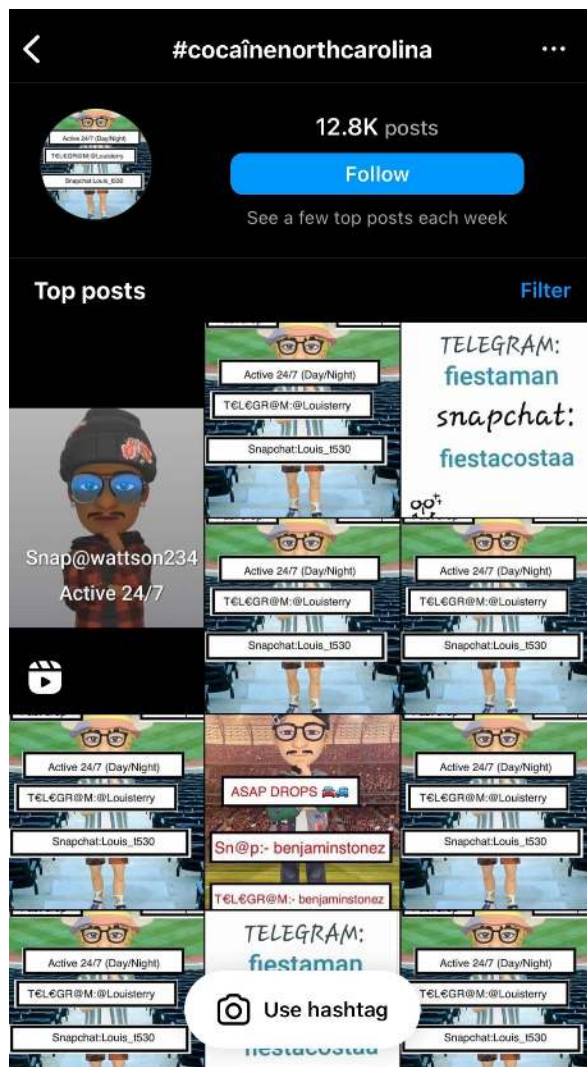 #cocaînenorthcarolina
12.8K posts
Follow
See a few top posts each week
Active 24/7 (Day/Night)
T€L€GR@M:@Louisterry
Snapchat:Louis_t530
Top posts
Filter
Snap@wattson234
Active 24/7
Active 24/7 (Day/Night)
T€L€GR@M:@Louisterry
Snapchat:Louis_t530
TELEGRAM:
fiestaman
snapchat:
fiestacostaa
Active 24/7 (Day/Night)
T€L€GR@M:@Louisterry
Snapchat:Louis_t530
Active 24/7 (Day/Night)
T€L€GR@M:@Louisterry
Snapchat:Louis_t530
Active 24/7 (Day/Night)
T€L€GR@M:@Louisterry
Snapchat:Louis_t530
ASAP DROPS 🚘🚙
Sn@p:- benjaminstonez
T€L€GR@M:- benjaminstonez
Active 24/7 (Day/Night)
T€L€GR@M:@Louisterry
Snapchat:Louis_t530
Active 24/7 (Day/Night)
T€L€GR@M:@Louisterry
Snapchat:Louis_t530
TELEGRAM:
fiestaman
Active 24/7 (Day/Night)
T€L€GR@M:@Louisterry
Snapchat:Louis_t530
Use hashtag